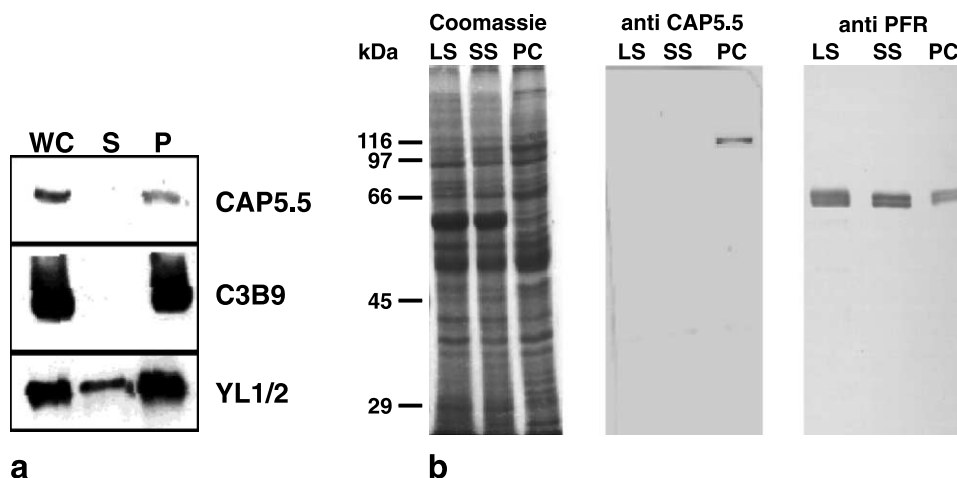 WC S P
CAP5.5
C3B9
YL1/2
a
Coomassie
kDa LS SS PC
116
97
66
45
29
anti CAP5.5
LS SS PC
anti PFR
LS SS PC
b